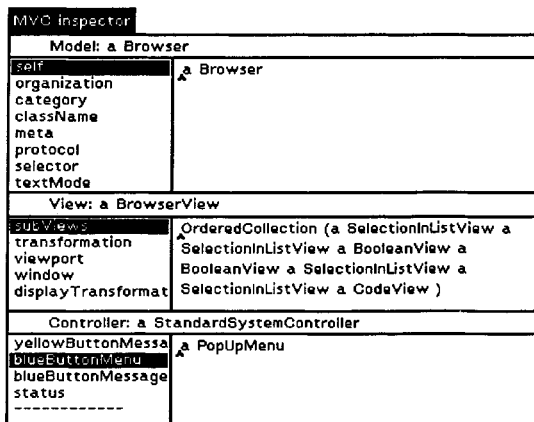 MVC inspector
Model: a Browser
self
organization
category
className
meta
protocol
selector
textMode
a Browser
View: a BrowserView
subViews
transformation
viewport
window
displayTransformat
OrderedCollection (a SelectionInListView a
SelectionInListView a BooleanView a
BooleanView a SelectionInListView a
SelectionInListView a CodeView )
Controller: a StandardSystemController
yellowButtonMessa
blueButtonMenu
blueButtonMessage
status
------------
a PopUpMenu